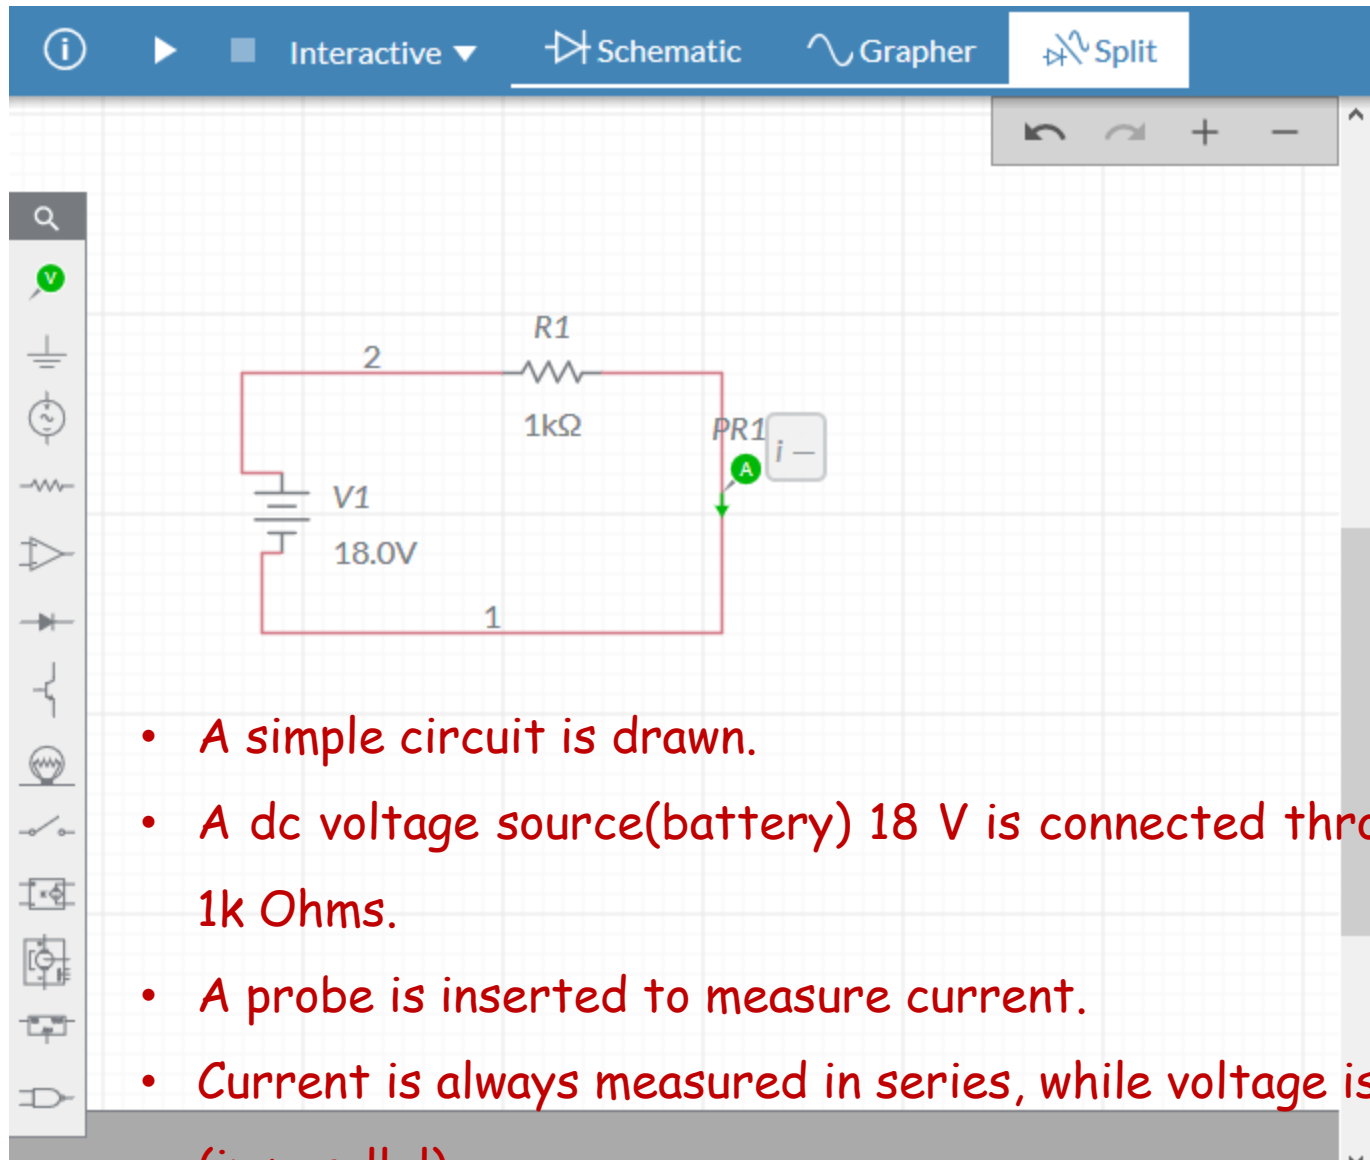 Interactive Schematic Grapher Split
V
R1
2
1kΩ
PR1
i —
A
V1
18.0V
1
• A simple circuit is drawn.
• A dc voltage source(battery) 18 V is connected
1k Ohms.
• A probe is inserted to measure current.
• Current is always measured in series, while voltage is